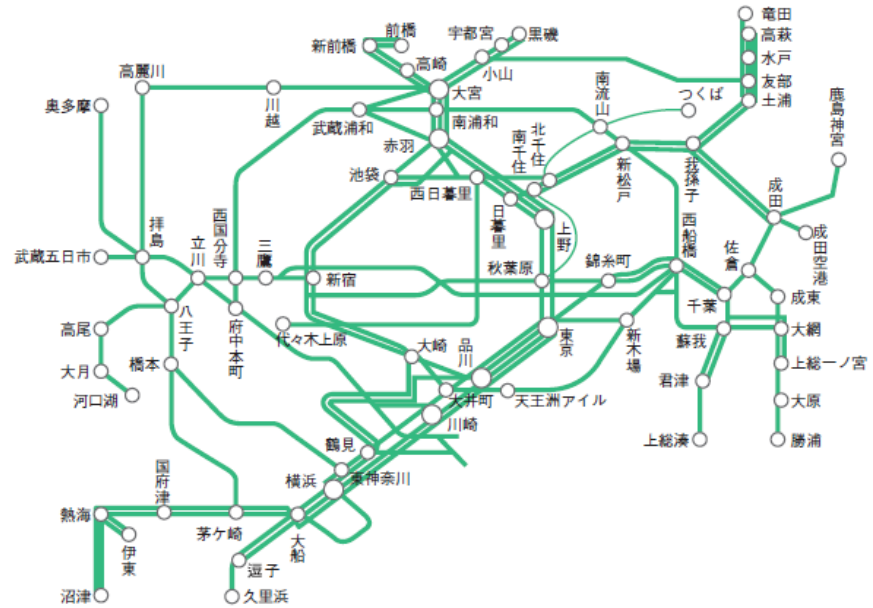 竜田
前橋
宇都宮
黒磯
高萩
新前橋
水戸
高崎
小山
高麗川
友部
大宮
南流山
つくば
奥多摩
川越
土浦
鹿島神宮
武蔵浦和
南浦和
北千住
南千住
赤羽
新松戸
我孫子
池袋
西日暮里
日暮里
成田
拝島
西国分寺
上野
西船橋
成田空港
立川
三鷹
武蔵五日市
錦糸町
佐倉
新宿
秋葉原
千葉
成東
八王子
府中本町
高尾
代々木上原
東京
新木場
蘇我
大網
大崎
品川
橋本
大月
上総一ノ宮
君津
河口湖
大井町
天王洲アイル
大原
川崎
鶴見
上総湊
勝浦
横浜
東神奈川
国府津
熱海
茅ケ崎
大船
伊東
逗子
沼津
久里浜